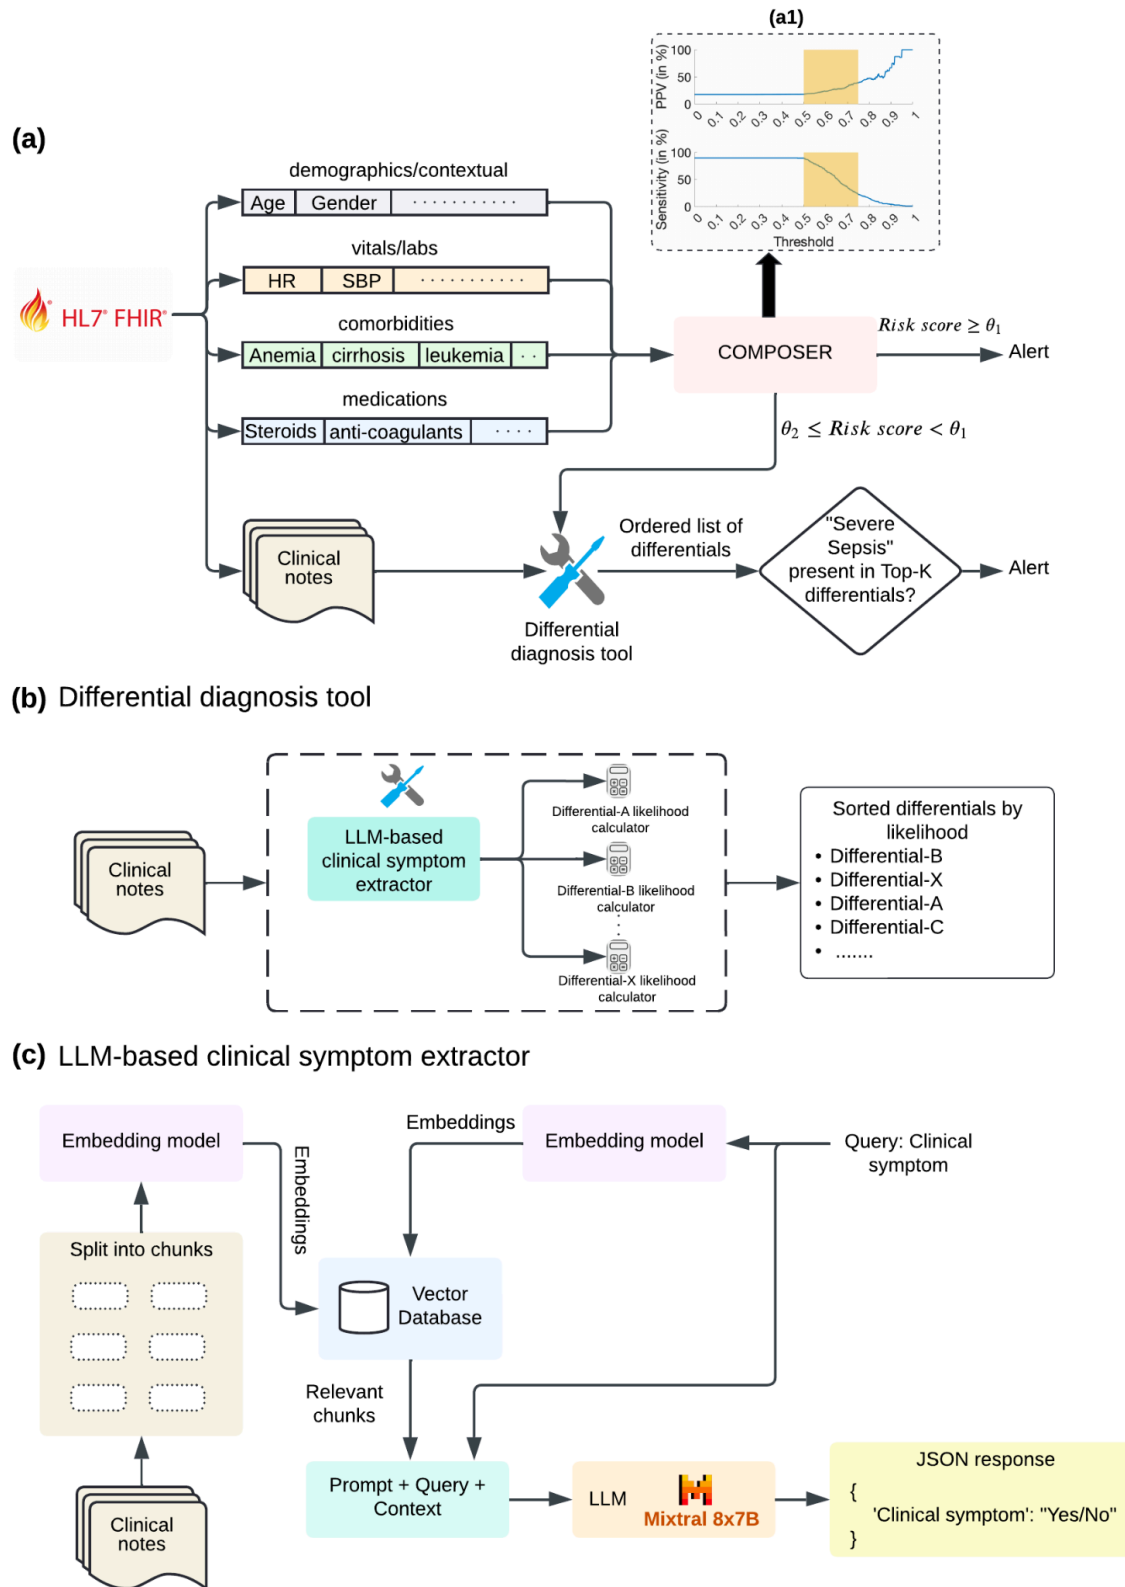 (a1)
PPV (in %)
100
50
0
0 0.1 0.2 0.3 0.4 0.5 0.6 0.7 0.8 0.9 1
Sensitivity (in %)
100
50
0
0 0.1 0.2 0.3 0.4 0.5 0.6 0.7 0.8 0.9 1
Threshold
(a)
demographics/contextual
Age Gender ...........
vitals/labs
HR SBP ...........
HL7® FHIR®
comorbidities
Anemia cirrhosis leukemia ..
medications
Steroids anti-coagulants ....
COMPOSER
Risk score ≥ θ₁
Alert
θ₂ ≤ Risk score < θ₁
Clinical
notes
Ordered list of
differentials
Differential
diagnosis tool
"Severe
Sepsis"
present in Top-K
differentials?
Alert
(b) Differential diagnosis tool
Clinical
notes
LLM-based
clinical symptom
extractor
Differential-A likelihood
calculator
Differential-B likelihood
calculator
Differential-X likelihood
calculator
Sorted differentials by
likelihood
• Differential-B
• Differential-X
• Differential-A
• Differential-C
• .......
(c) LLM-based clinical symptom extractor
Embedding model
Embeddings
Embeddings
Embedding model
Query: Clinical
symptom
Split into chunks
Vector
Database
Relevant
chunks
Clinical
notes
Prompt + Query +
Context
LLM
Mixtral 8x7B
JSON response
{
'Clinical symptom': "Yes/No"
}